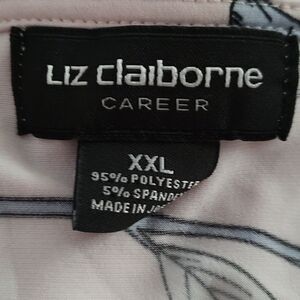 Liz claiborne
CAREER
XXL
95% POLYESTE
5% SPANDE
MADE IN